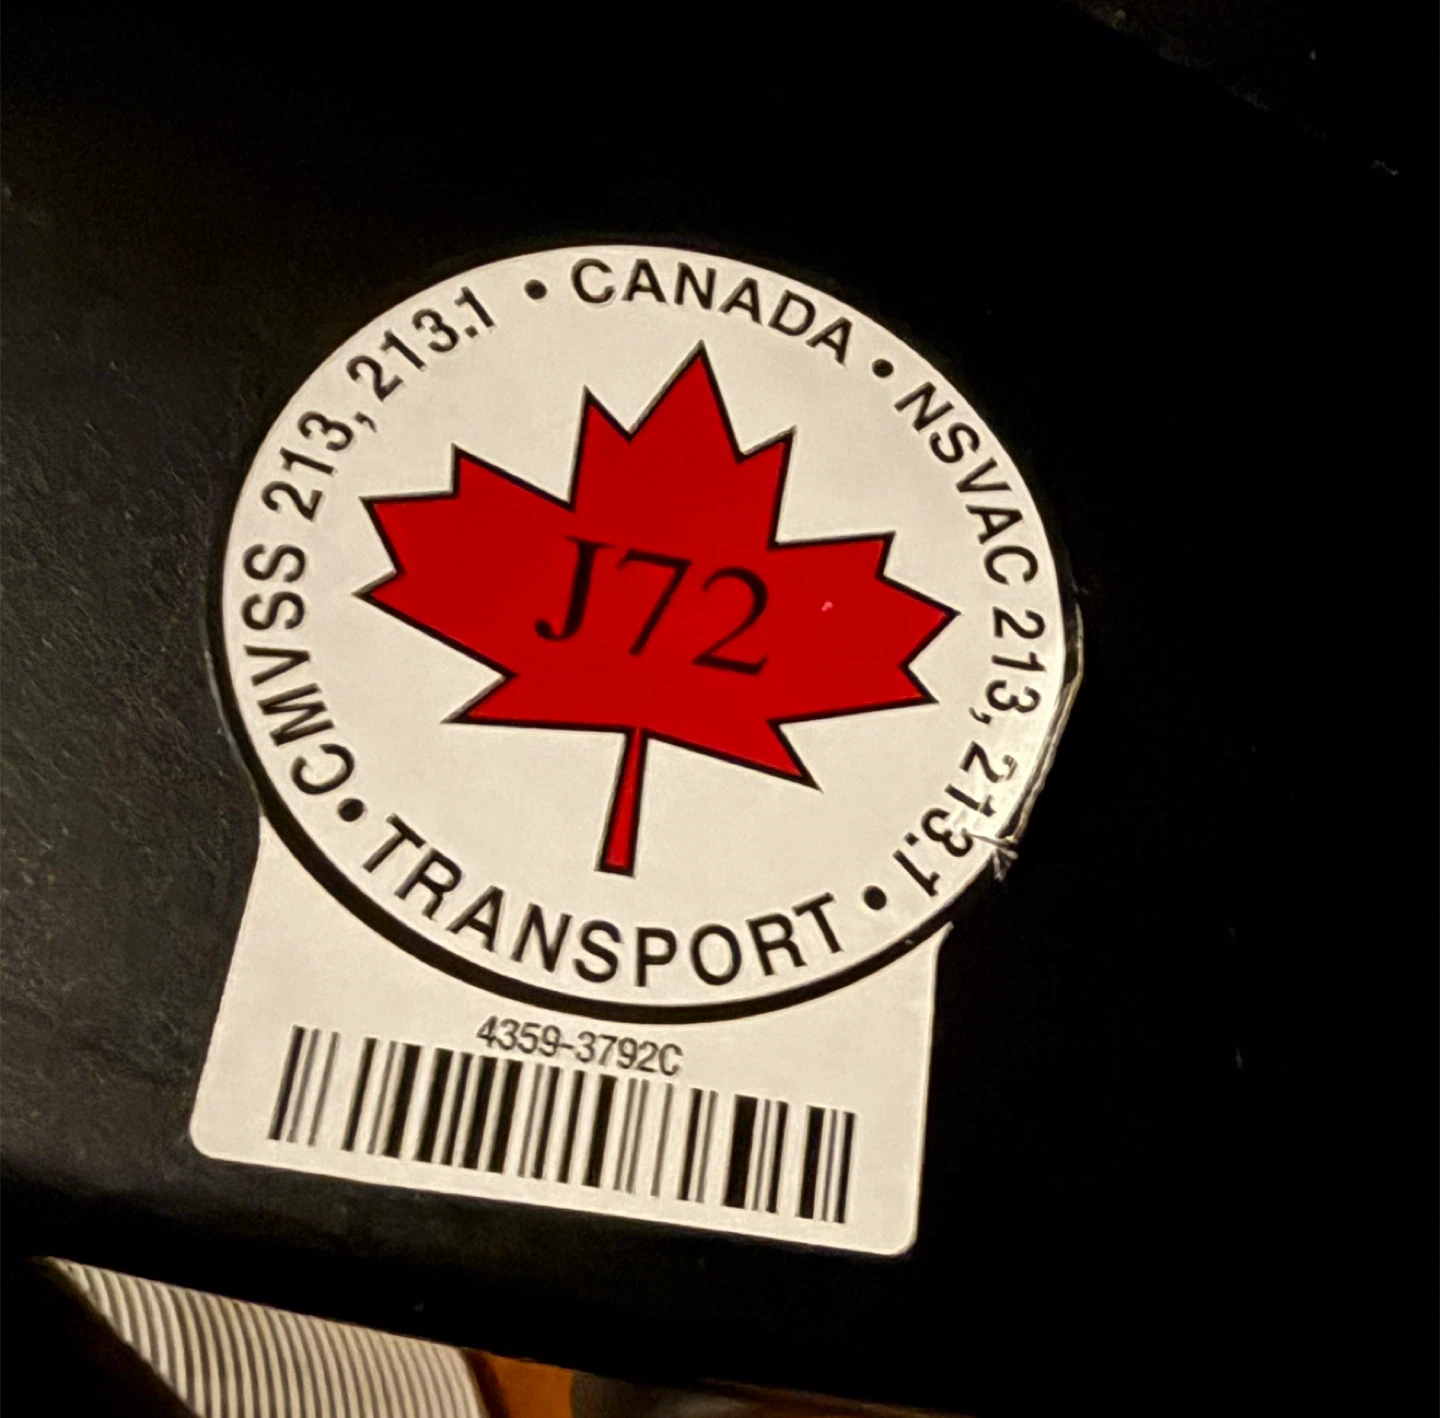 • CANADA • NSVAC 213, 213.1 • TRANSPORT • CMVSS 213, 213.1
J72
4359-3792C